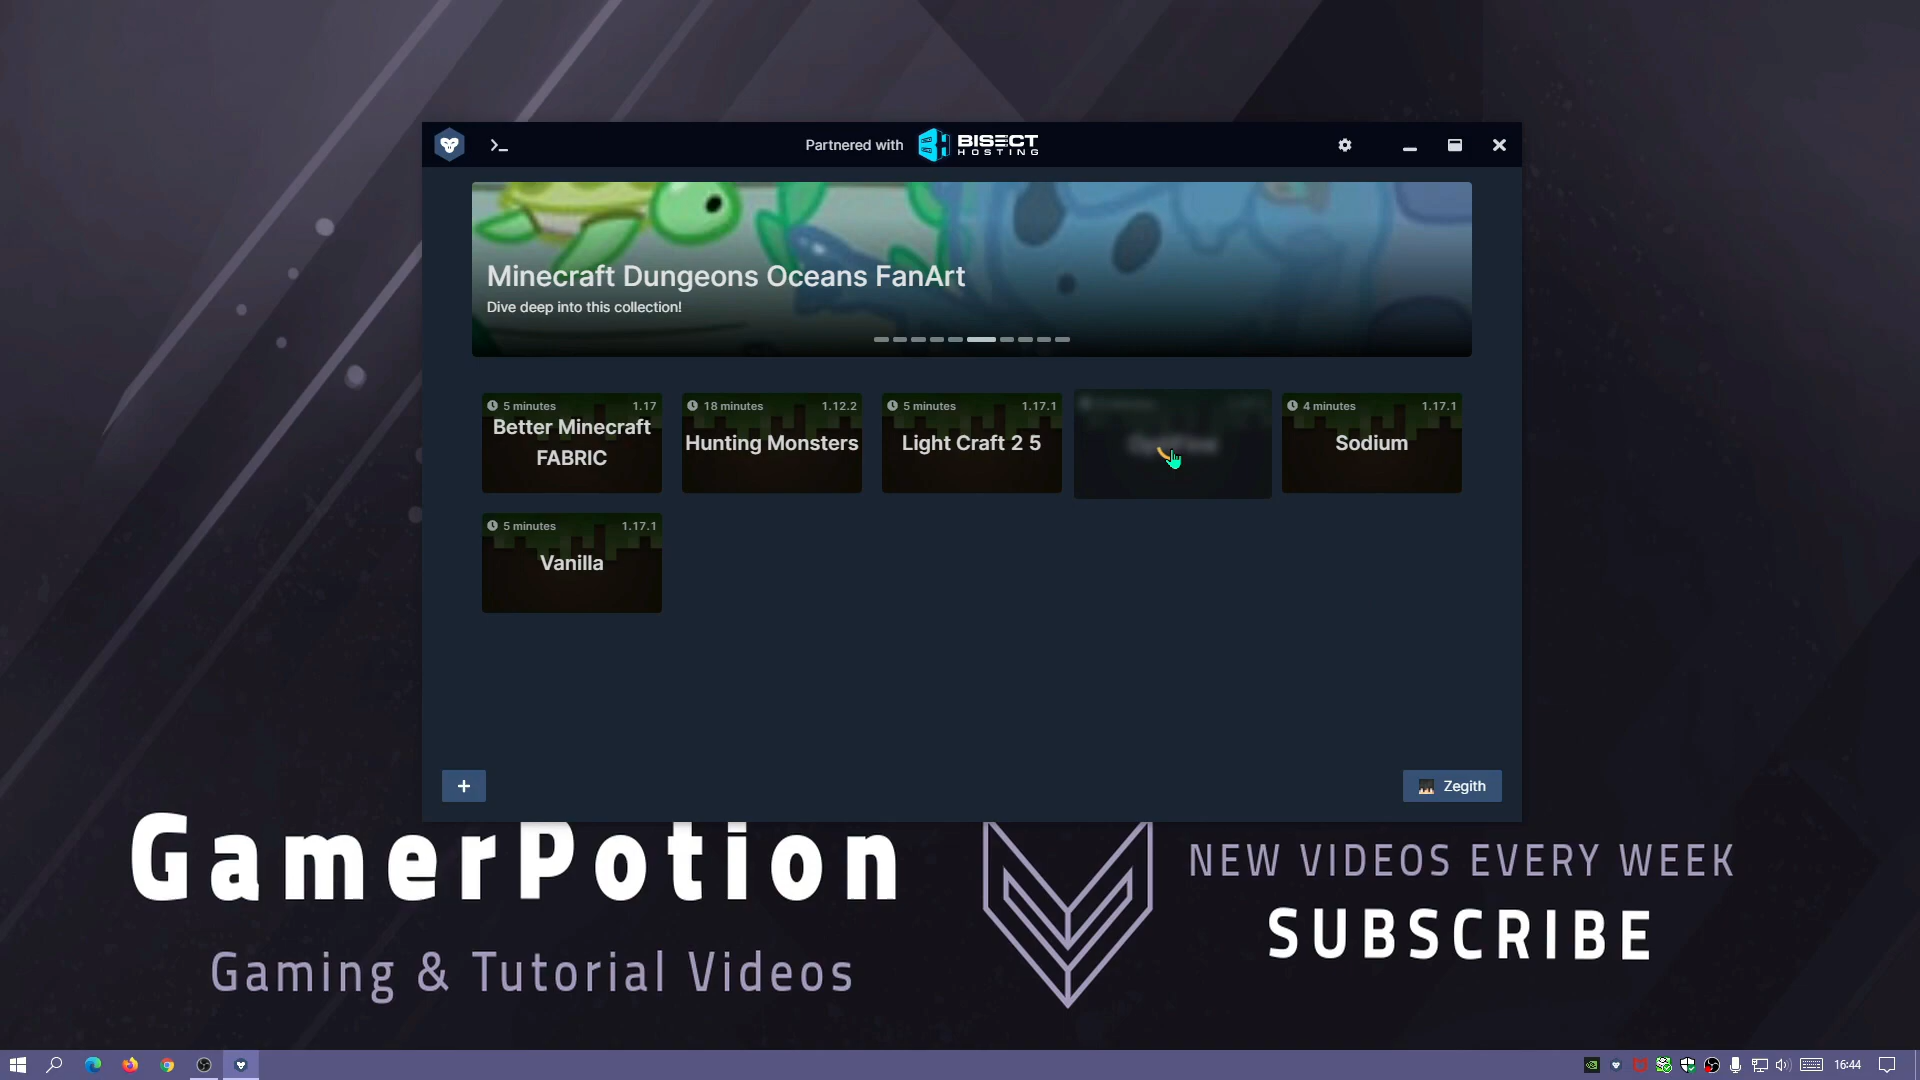 Partnered with BISECT HOSTING
Minecraft Dungeons Oceans FanArt
Dive deep into this collection!
5 minutes 1.17
Better Minecraft
FABRIC
18 minutes 1.12.2
Hunting Monsters
5 minutes 1.17.1
Light Craft 2 5
4 minutes 1.17.1
Sodium
5 minutes 1.17.1
Vanilla
+
Zegith
GamerPotion
Gaming & Tutorial Videos
NEW VIDEOS EVERY WEEK
SUBSCRIBE
16:44